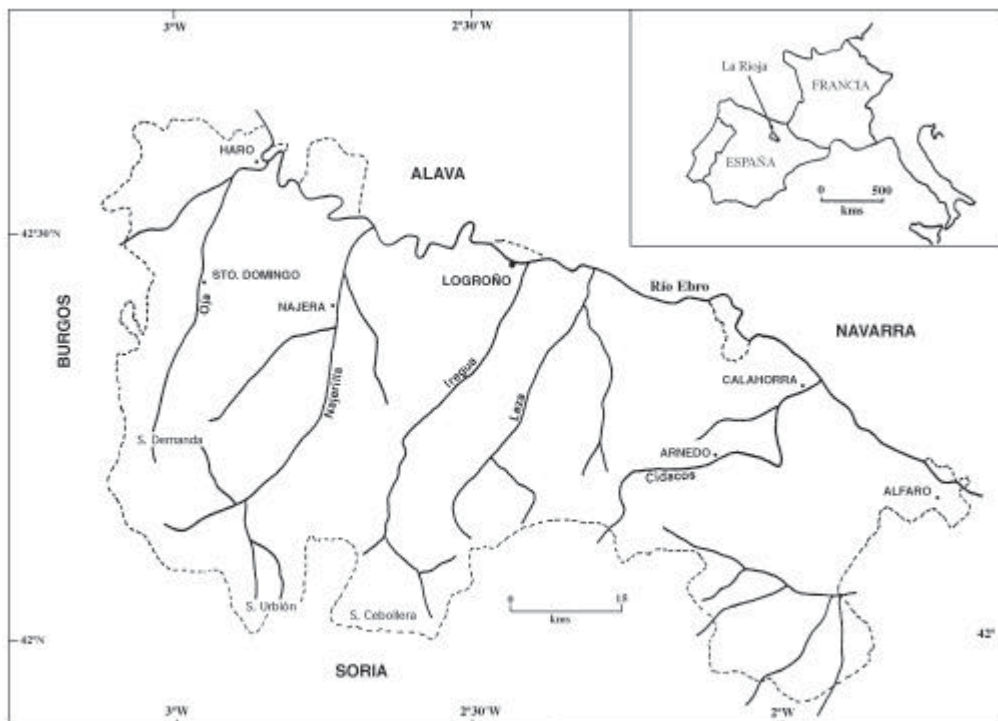 3°W
2°30'W
La Rioja
FRANCIA
ESPAÑA
0 500
kms
HARO
ALAVA
42°30'N
STO. DOMINGO
LOGROÑO
Río Ebro
NAJERA
Oja
BURGOS
NAVARRA
Iregua
CALAHORRA
Najerilla
Leza
S. Demanda
ARNEDO
Cidacos
ALFARO
S. Urbión
S. Cebollera
0 15
kms
42°N
42°
SORIA
3°W
2°30'W
2°W